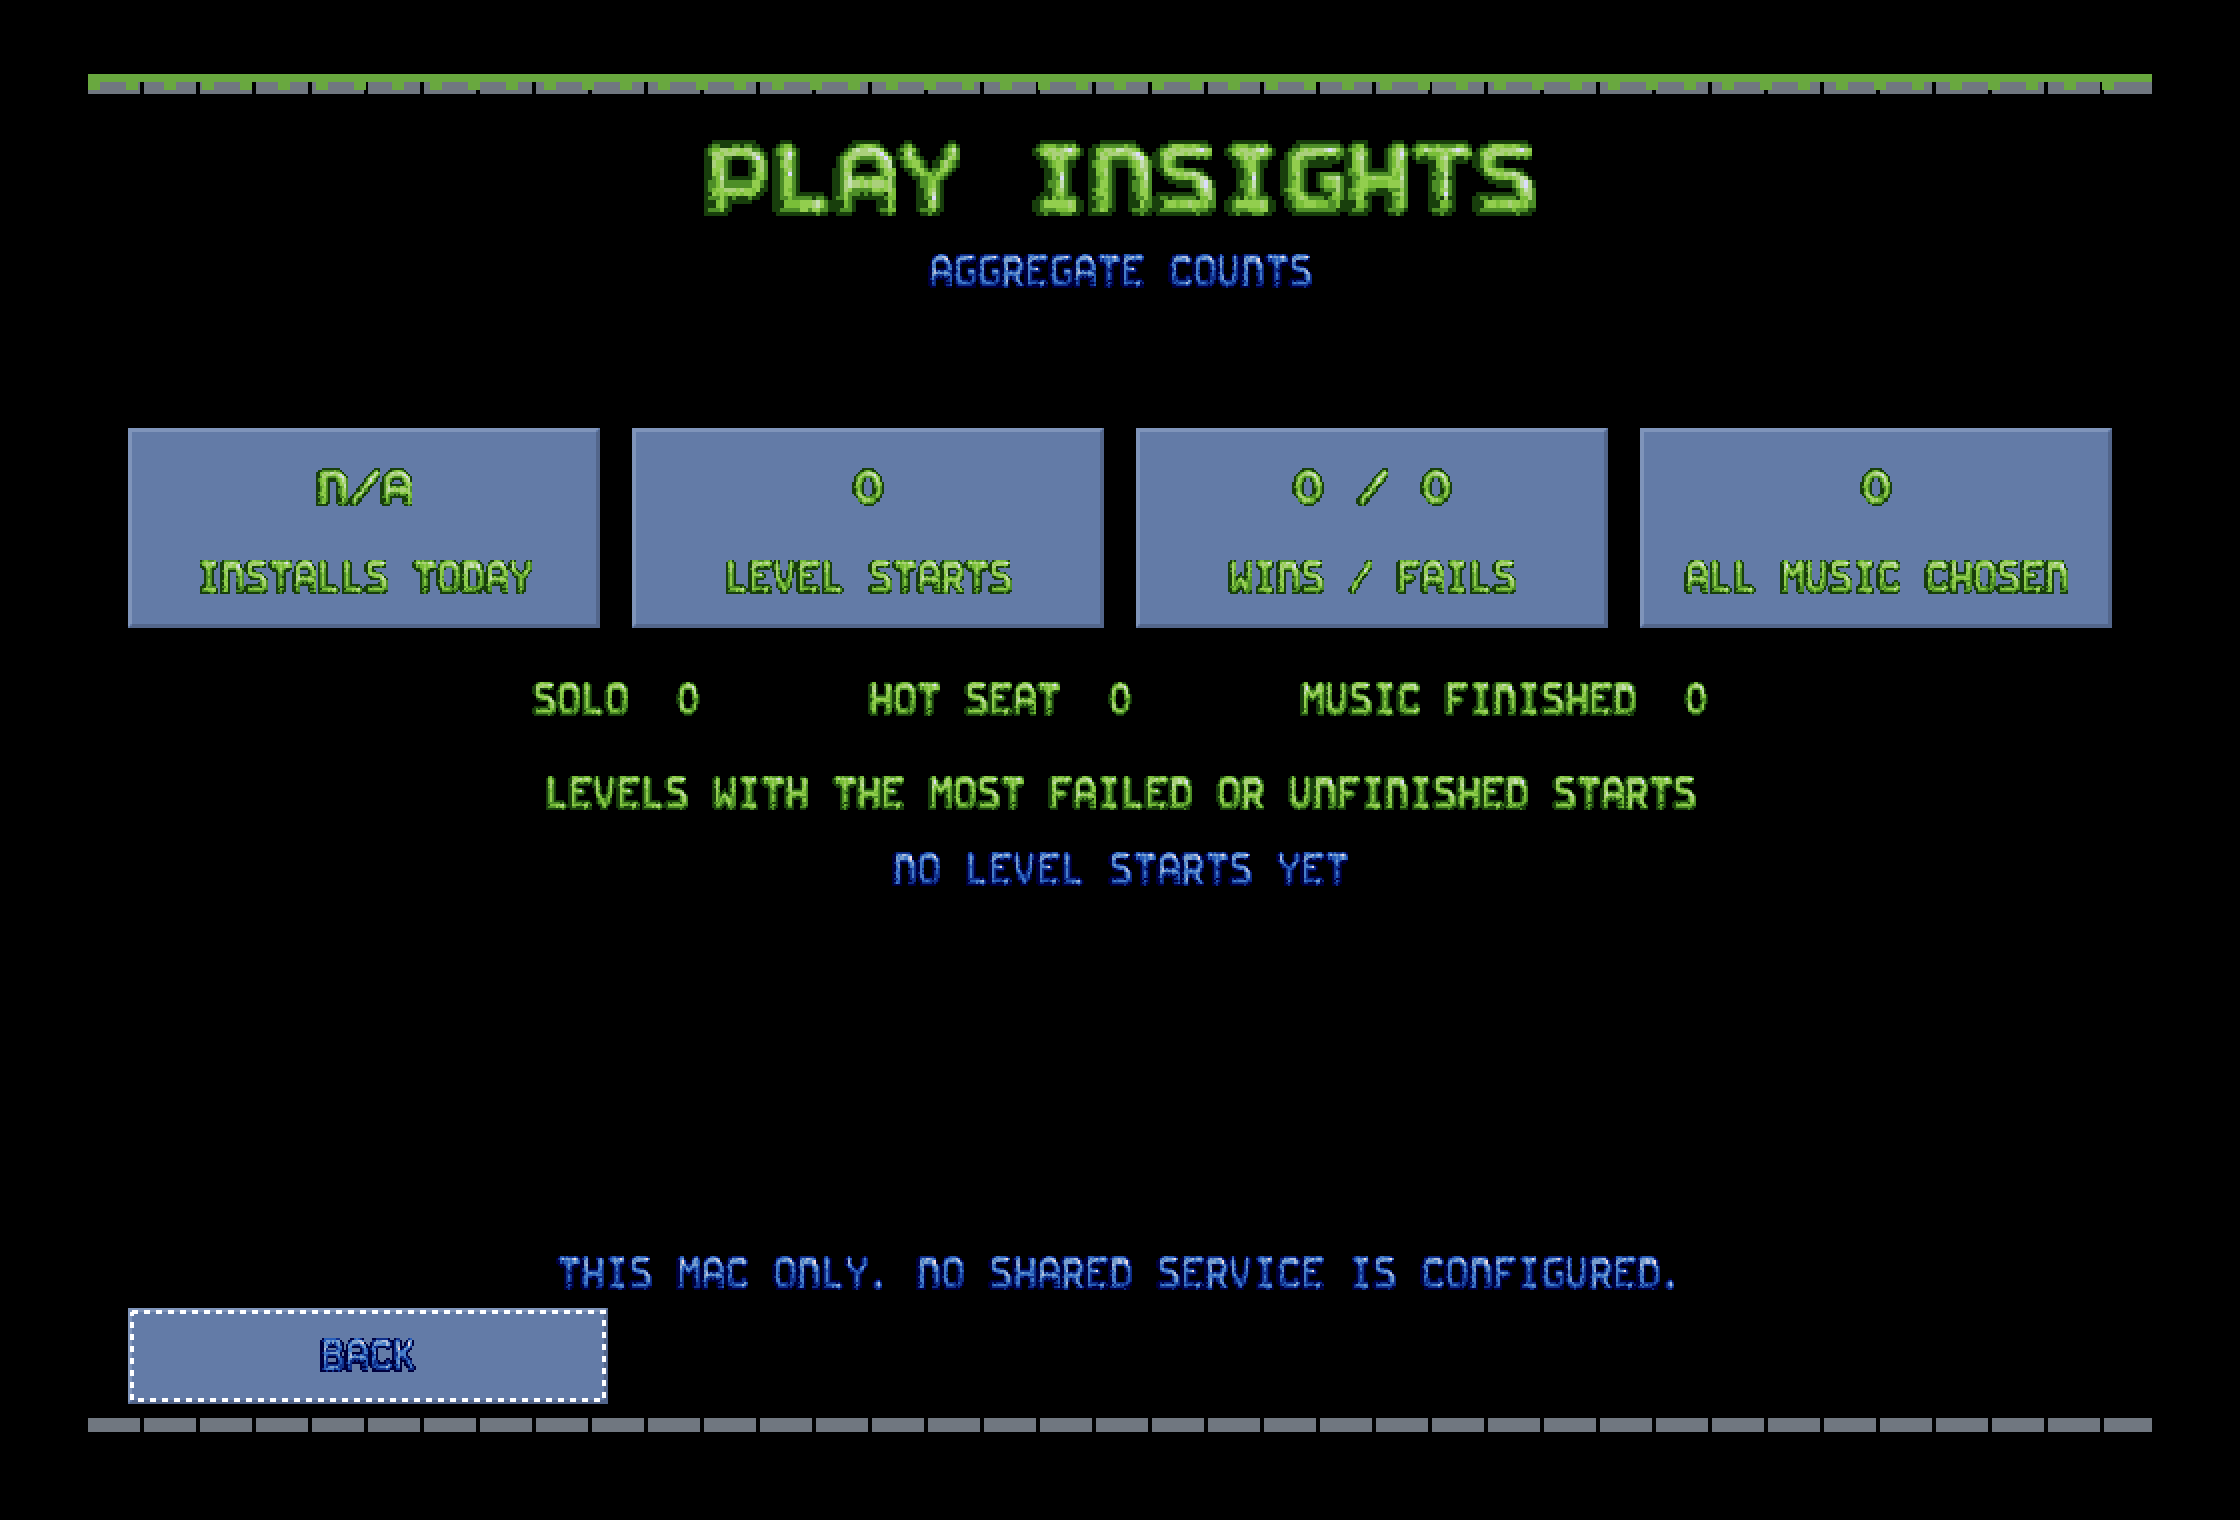 PLAY INSIGHTS
AGGREGATE COUNTS
N/A
INSTALLS TODAY
0
LEVEL STARTS
0 / 0
WINS / FAILS
0
ALL MUSIC CHOSEN
SOLO 0 HOT SEAT 0 MUSIC FINISHED 0
LEVELS WITH THE MOST FAILED OR UNFINISHED STARTS
NO LEVEL STARTS YET
THIS MAC ONLY. NO SHARED SERVICE IS CONFIGURED.
BACK